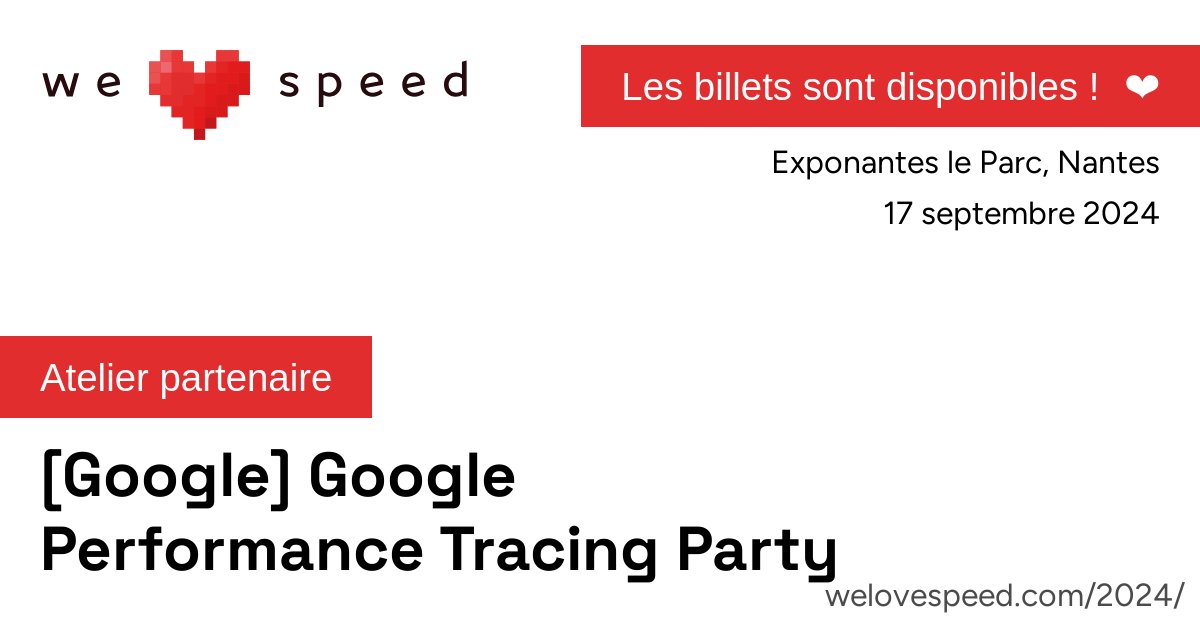 we speed
Les billets sont disponibles ! ❤
Exponantes le Parc, Nantes
17 septembre 2024
Atelier partenaire
[Google] Google
Performance Tracing Party
welovespeed.com/2024/